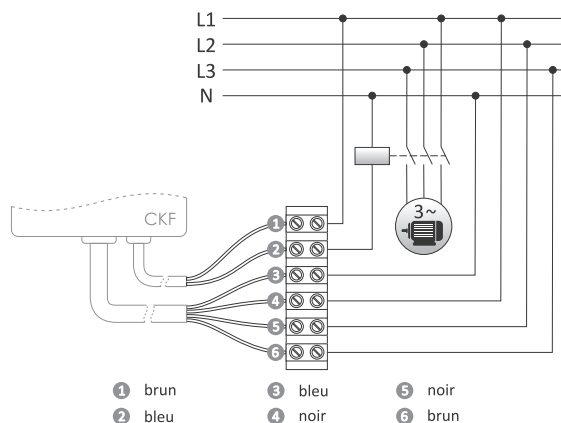 L1
L2
L3
N
CKF
3~
1
2
3
4
5
6
1 brun 3 bleu 5 noir
2 bleu 4 noir 6 brun